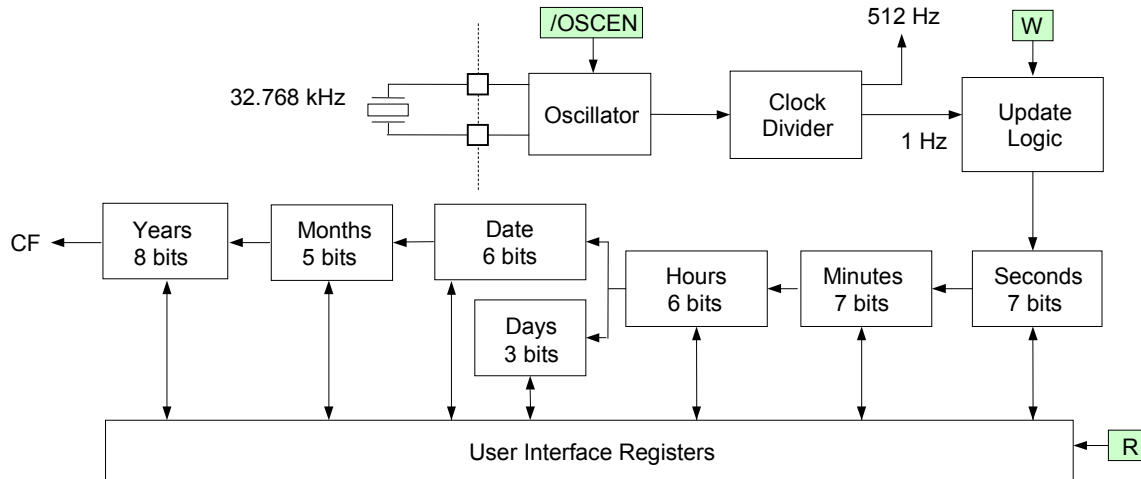 /OSCEN
512 Hz
W
32.768 kHz
Oscillator
Clock
Divider
1 Hz
Update
Logic
CF
Years
8 bits
Months
5 bits
Date
6 bits
Days
3 bits
Hours
6 bits
Minutes
7 bits
Seconds
7 bits
User Interface Registers
R